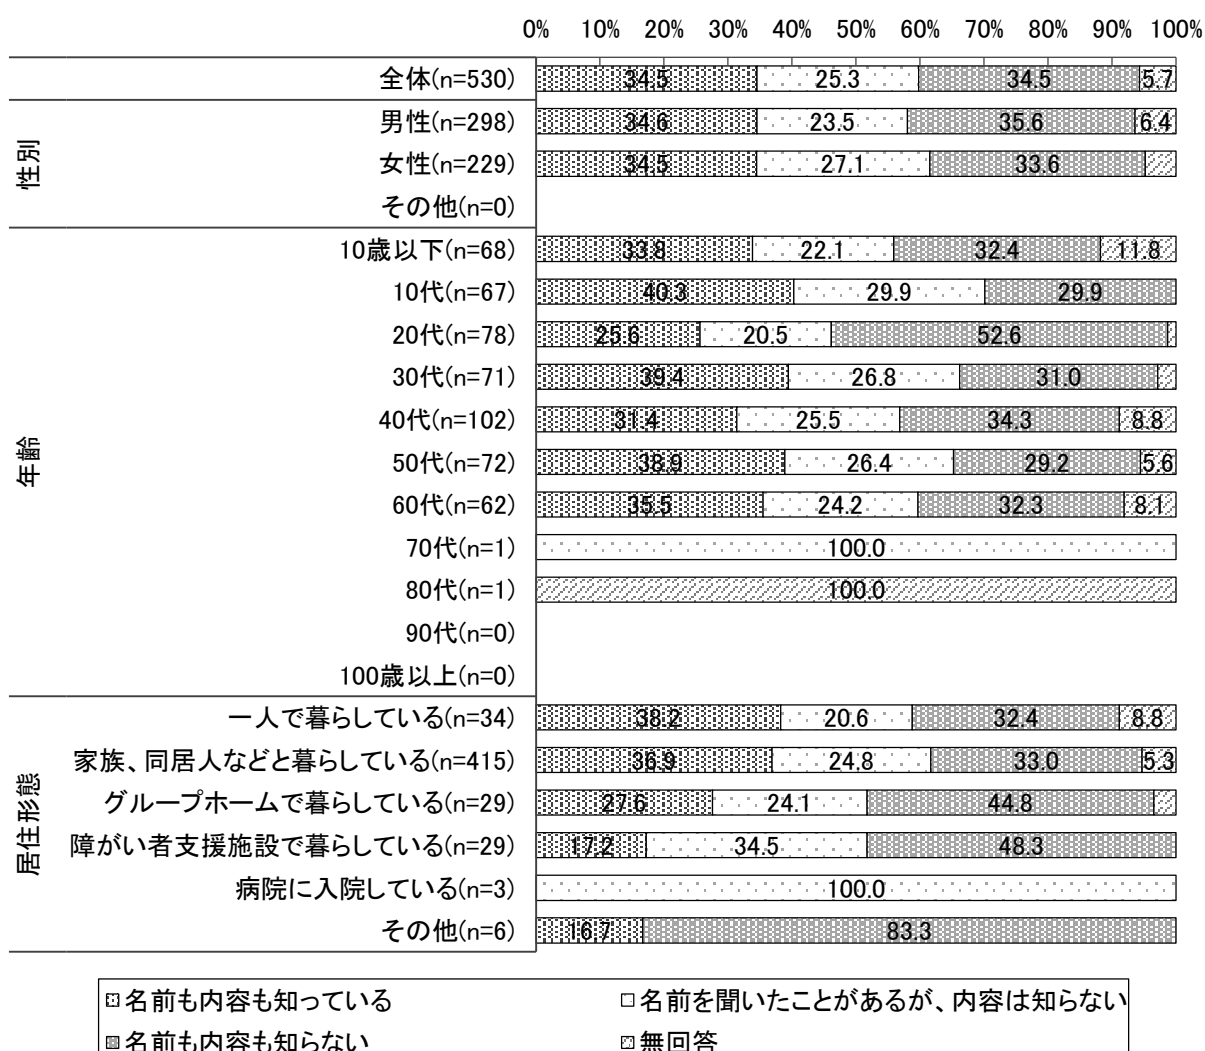 0% 10% 20% 30% 40% 50% 60% 70% 80% 90% 100%
全体(n=530) 34.5 25.3 34.5 5.7
性別
男性(n=298) 34.6 23.5 35.6 6.4
女性(n=229) 34.5 27.1 33.6
その他(n=0)
年齢
10歳以下(n=68) 33.8 22.1 32.4 11.8
10代(n=67) 40.3 29.9 29.9
20代(n=78) 25.6 20.5 52.6
30代(n=71) 39.4 26.8 31.0
40代(n=102) 31.4 25.5 34.3 8.8
50代(n=72) 38.9 26.4 29.2 5.6
60代(n=62) 35.5 24.2 32.3 8.1
70代(n=1) 100.0
80代(n=1) 100.0
90代(n=0)
100歳以上(n=0)
居住形態
一人で暮らしている(n=34) 38.2 20.6 32.4 8.8
家族、同居人などと暮らしている(n=415) 36.9 24.8 33.0 5.3
グループホームで暮らしている(n=29) 27.6 24.1 44.8
障がい者支援施設で暮らしている(n=29) 17.2 34.5 48.3
病院に入院している(n=3) 100.0
その他(n=6) 16.7 83.3
名前も内容も知っている 名前を聞いたことがあるが、内容は知らない
名前も内容も知らない 無回答